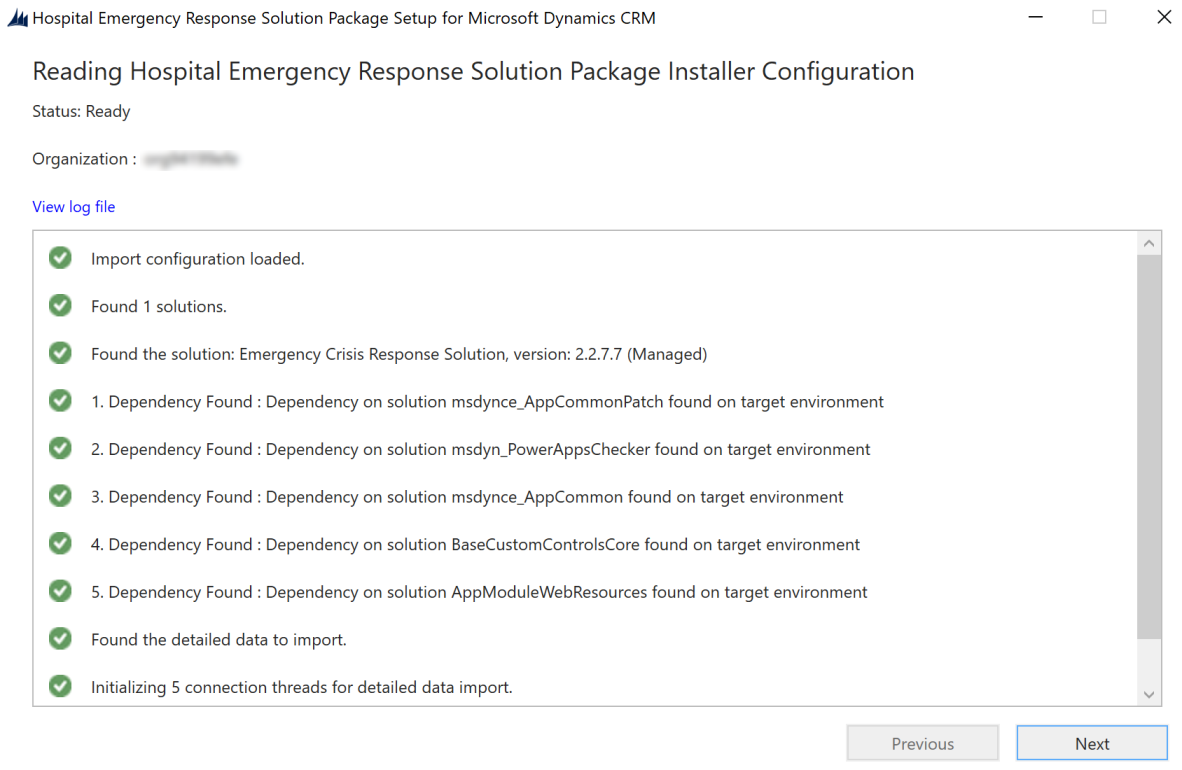 Hospital Emergency Response Solution Package Setup for Microsoft Dynamics CRM
Reading Hospital Emergency Response Solution Package Installer Configuration
Status: Ready
Organization :
View log file
Import configuration loaded.
Found 1 solutions.
Found the solution: Emergency Crisis Response Solution, version: 2.2.7.7 (Managed)
1. Dependency Found : Dependency on solution msdynce_AppCommonPatch found on target environment
2. Dependency Found : Dependency on solution msdyn_PowerAppsChecker found on target environment
3. Dependency Found : Dependency on solution msdynce_AppCommon found on target environment
4. Dependency Found : Dependency on solution BaseCustomControlsCore found on target environment
5. Dependency Found : Dependency on solution AppModuleWebResources found on target environment
Found the detailed data to import.
Initializing 5 connection threads for detailed data import.
Previous
Next